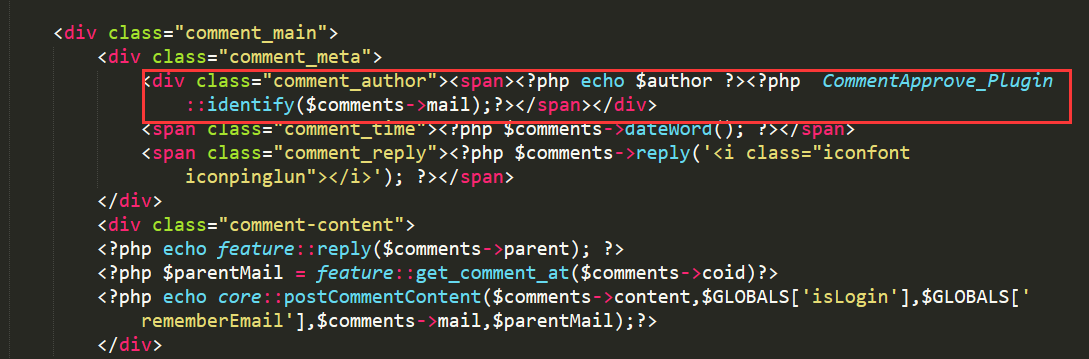 <div class="comment_main">
<div class="comment_meta">
<div class="comment_author"><span><?php echo $author ?><?php  CommentApprove_Plugin
::identify($comments->mail);?></span></div>
<span class="comment_time"><?php $comments->dateWord(); ?></span>
<span class="comment_reply"><?php $comments->reply('<i class="iconfont
iconpinglun"></i>'); ?></span>
</div>
<div class="comment-content">
<?php echo feature::reply($comments->parent); ?>
<?php $parentMail = feature::get_comment_at($comments->coid)?>
<?php echo core::postCommentContent($comments->content,$GLOBALS['isLogin'],$GLOBALS['
rememberEmail'],$comments->mail,$parentMail);?>
</div>